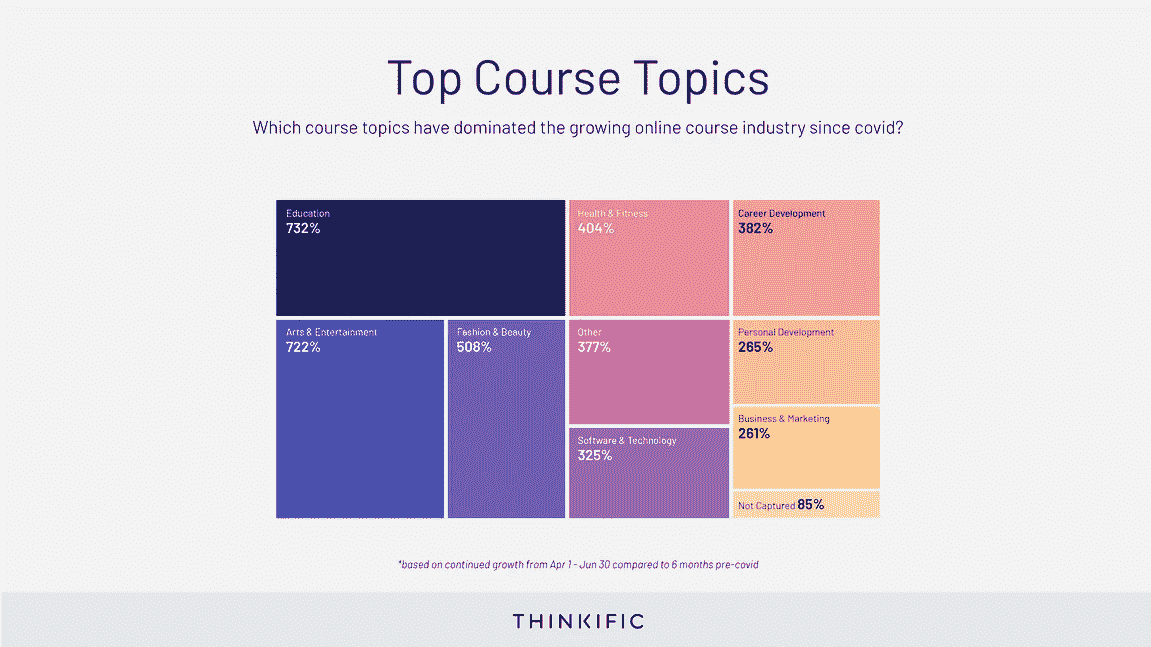 Top Course Topics
Which course topics have dominated the growing online course industry since covid?
Education
732%
Health & Fitness
404%
Career Development
382%
Arts & Entertainment
722%
Fashion & Beauty
508%
Other
377%
Software & Technology
325%
Personal Development
265%
Business & Marketing
261%
Not Captured 85%
*based on continued growth from Apr 1 - Jun 30 compared to 6 months pre-covid
THINKIFIC